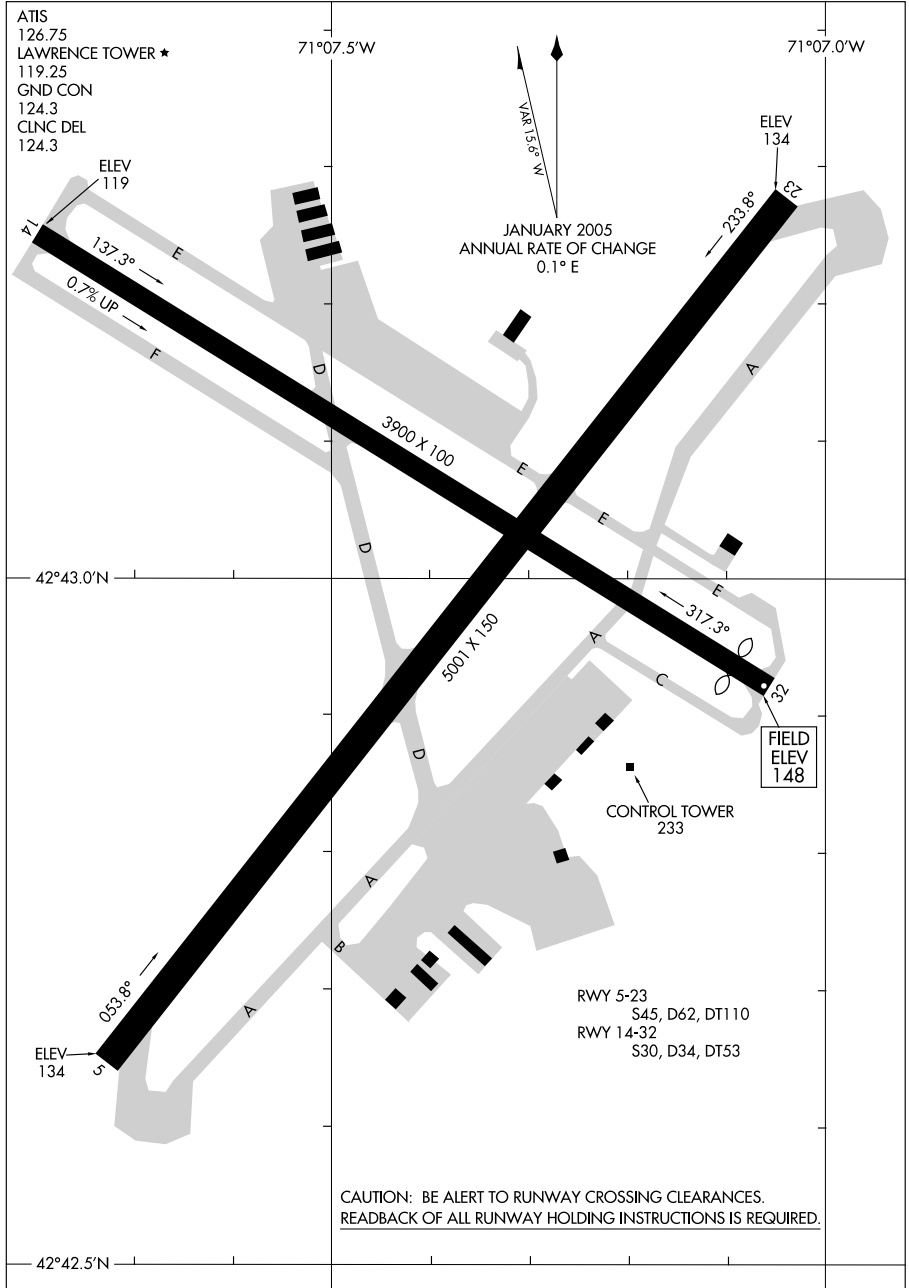 ATIS
126.75
LAWRENCE TOWER ★
119.25
GND CON
124.3
CLNC DEL
124.3
71°07.5'W
71°07.0'W
VAR 15.6° W
JANUARY 2005
ANNUAL RATE OF CHANGE
0.1° E
ELEV
134
23
233.8°
ELEV
119
14
137.3°
0.7% UP
E
F
D
A
3900 X 100
E
E
D
42°43.0'N
E
317.3°
A
C
5001 X 150
32
FIELD
ELEV
148
D
CONTROL TOWER
233
A
B
053.8°
A
RWY 5-23
S45, D62, DT110
RWY 14-32
S30, D34, DT53
ELEV
134
5
CAUTION: BE ALERT TO RUNWAY CROSSING CLEARANCES.
READBACK OF ALL RUNWAY HOLDING INSTRUCTIONS IS REQUIRED.
42°42.5'N